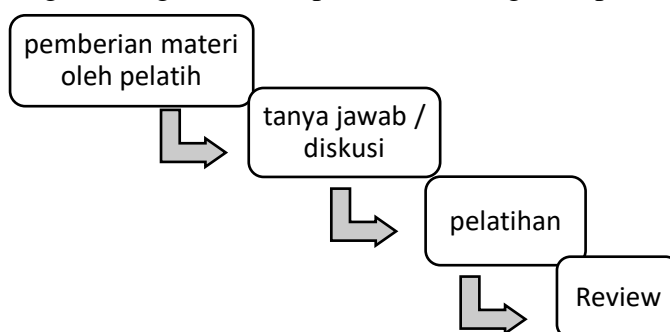 pemberian materi
oleh pelatih
tanya jawab /
diskusi
pelatihan
Review